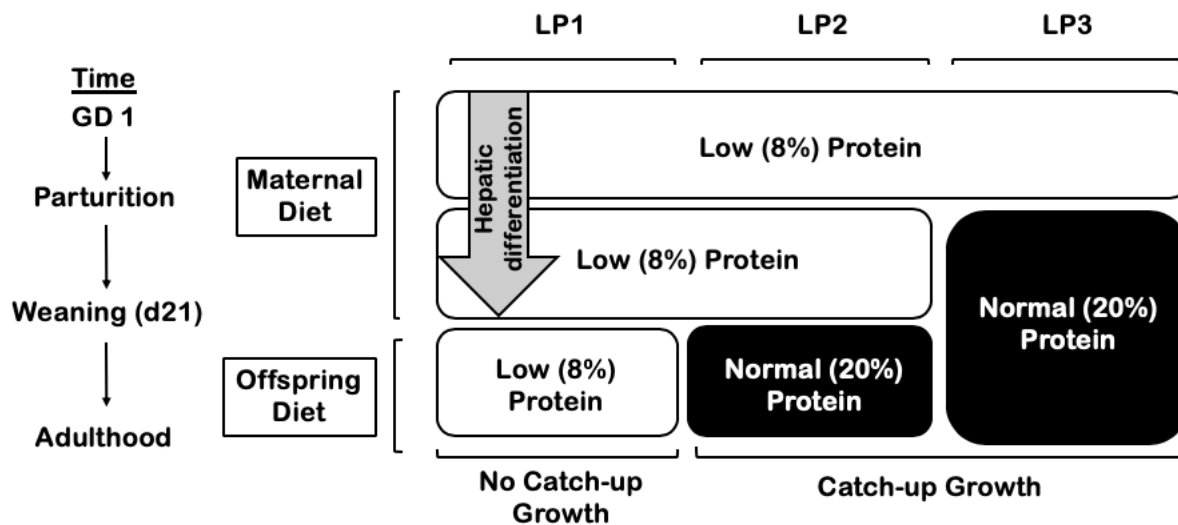 LP1
LP2
LP3
Time
GD 1
Parturition
Weaning (d21)
Adulthood
Maternal
Diet
Offspring
Diet
Hepatic
differentiation
Low (8%) Protein
Low (8%) Protein
Low (8%)
Protein
Normal (20%)
Protein
Normal (20%)
Protein
No Catch-up
Growth
Catch-up Growth